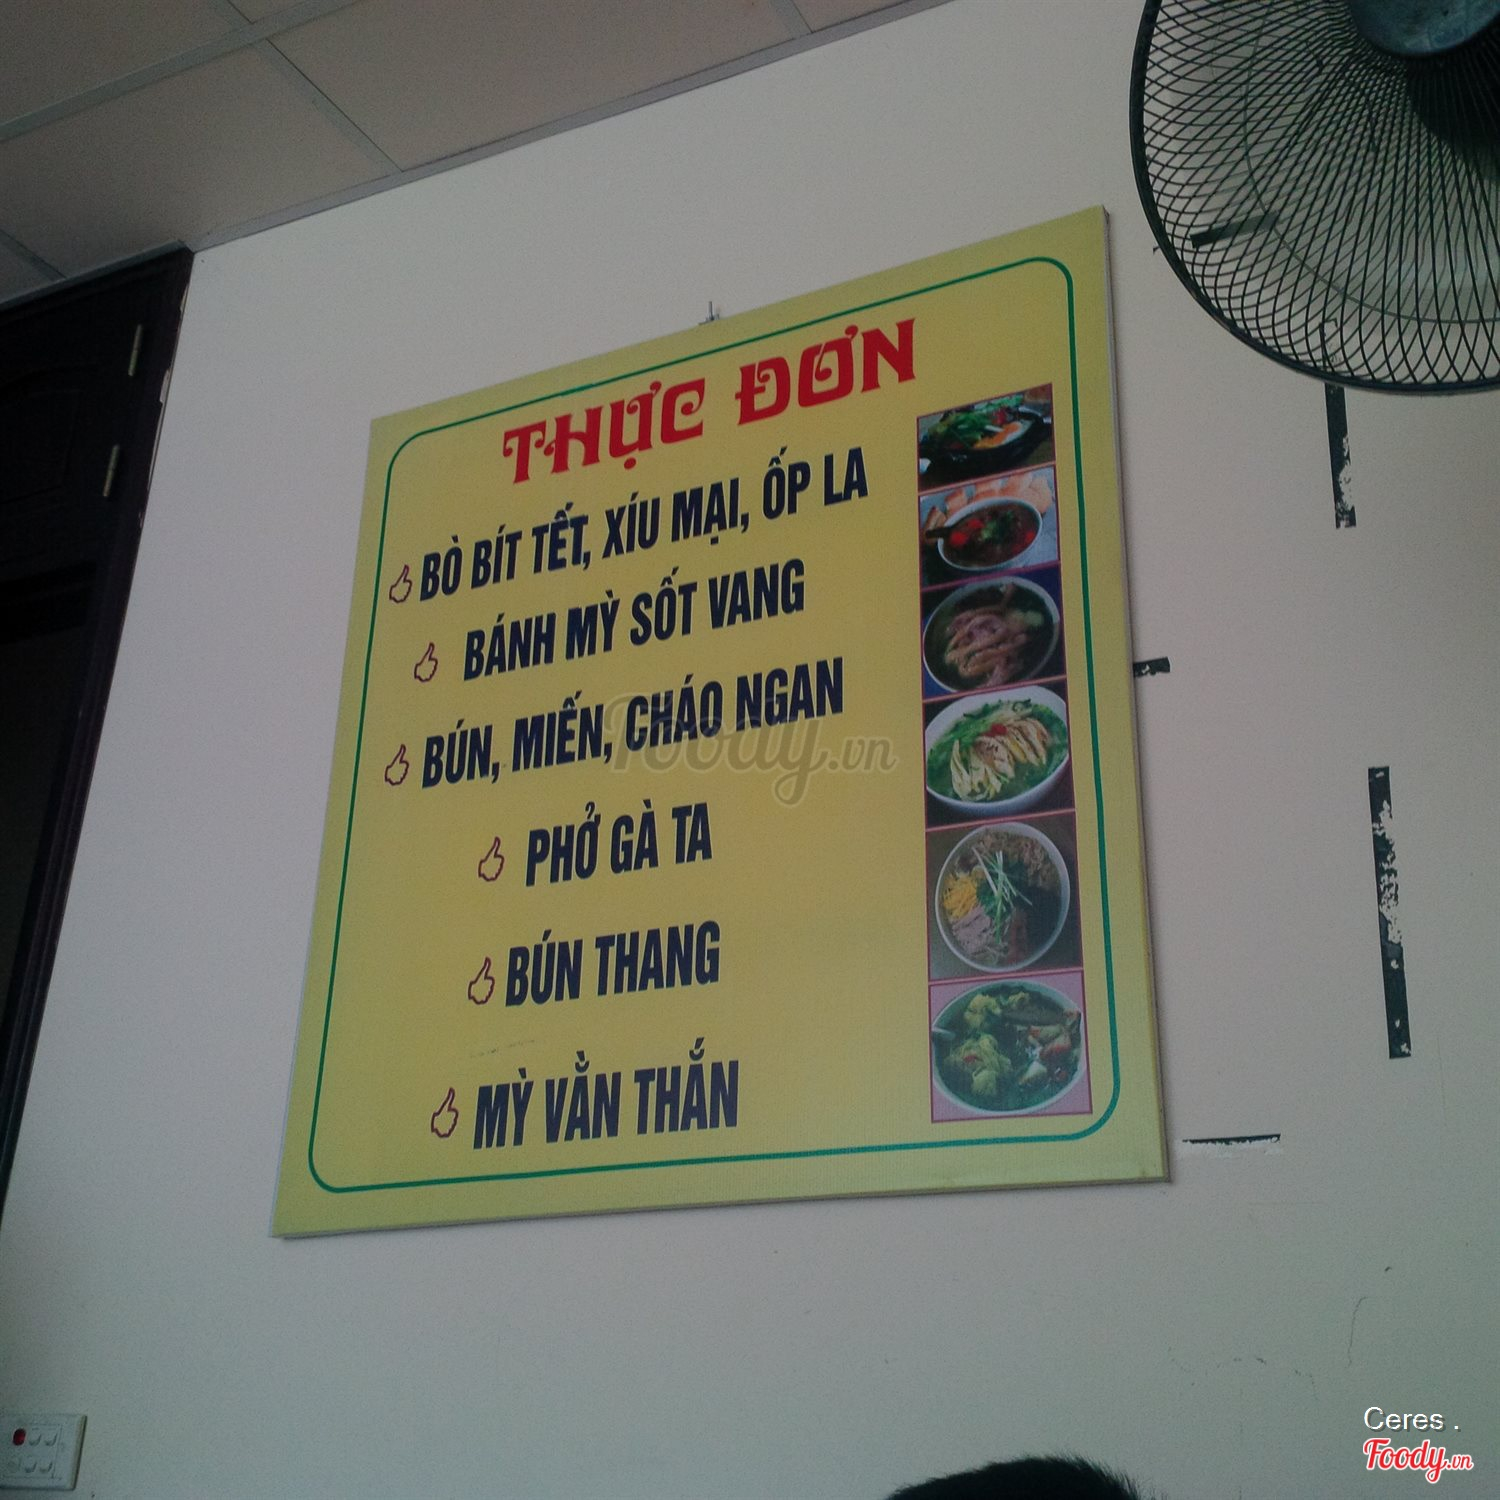 THỰC ĐƠN
BÒ BÍT TẾT, XÍU MẠI, ỐP LA
BÁNH MỲ SỐT VANG
BÚN, MIẾN, CHÁO NGAN
Foody.vn
PHỞ GÀ TA
BÚN THANG
MỲ VẰN THẮN
Ceres .
Foody.vn